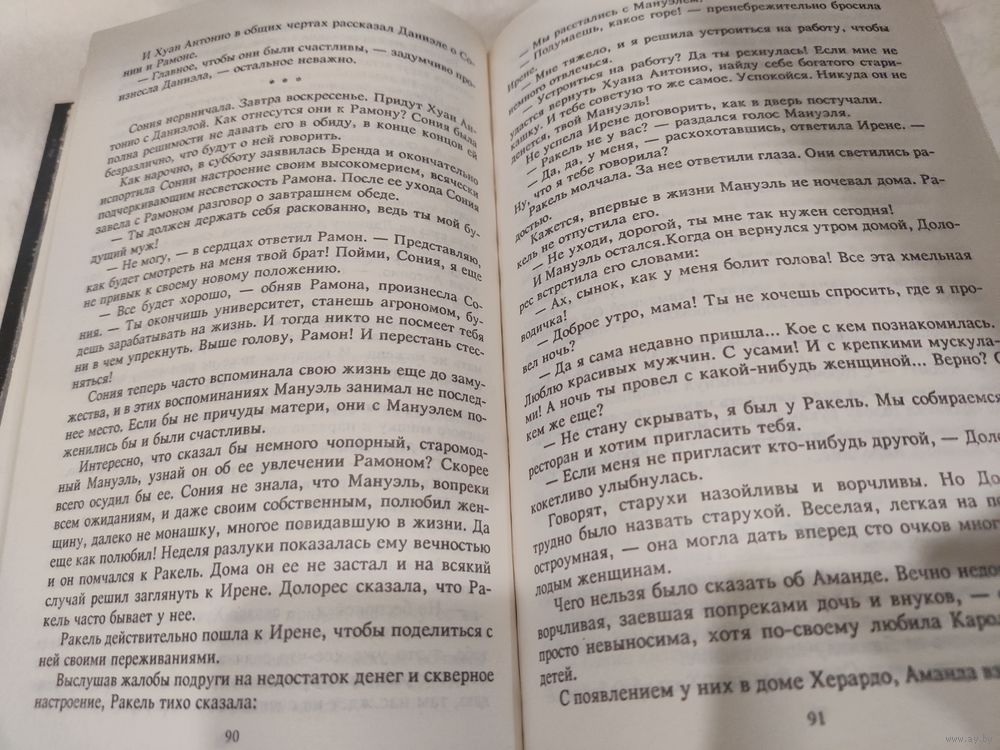 И Хуан Антонио в общих чертах рассказал Даниэле о Со-
нии и Рамоне.
— Главное, чтобы они были счастливы, — задумчиво про-
изнесла Даниэла, — остальное неважно.
* * *
Сония нервничала. Завтра воскресенье. Придут Хуан Ан-
тонио с Даниэлой. Как отнесутся они к Рамону? Сония была
полна решимости не давать его в обиду, в конце концов ей
безразлично, что будут о ней говорить.
Как нарочно, в субботу заявилась Бренда и окончательно
испортила Сонии настроение своим высокомерием, всячески
подчеркивающим несветскость Рамона. После ее ухода Сония
завела с Рамоном разговор о завтрашнем обеде.
— Ты должен держать себя раскованно, ведь ты мой бу-
дущий муж!
— Не могу, — в сердцах ответил Рамон. — Представляю,
как будет смотреть на меня твой брат! Пойми, Сония, я еще
не привык к своему новому положению.
— Все будет хорошо, — обняв Рамона, произнесла Со-
ния. — Ты окончишь университет, станешь агрономом, бу-
дешь зарабатывать на жизнь. И тогда никто не посмеет тебя
ни в чем упрекнуть. Выше голову, Рамон! И перестань стес-
няться!
Сония теперь часто вспоминала свою жизнь еще до заму-
жества, и в этих воспоминаниях Мануэль занимал не послед-
нее место. Если бы не причуды матери, они с Мануэлем по-
женились бы и были счастливы.
Интересно, что сказал бы немного чопорный, старомод-
ный Мануэль, узнай он об ее увлечении Рамоном? Скорее
всего осудил бы ее. Сония не знала, что Мануэль, вопреки
всем ожиданиям, и даже своим собственным, полюбил жен-
щину, далеко не монашку, многое повидавшую в жизни. Да
еще как полюбил! Неделя разлуки показалась ему вечностью
и он помчался к Ракель. Дома он ее не застал и на всякий
случай решил заглянуть к Ирене. Долорес сказала, что Ра-
кель часто бывает у нее.
Ракель действительно пошла к Ирене, чтобы поделиться с
ней своими переживаниями.
Выслушав жалобы подруги на недостаток денег и скверное
настроение, Ракель тихо сказала:
90
— Мы расстались с Мануэлем.
— Подумаешь, какое горе! — пренебрежительно бросила
Ирене.
— Мне тяжело, и я решила устроиться на работу, чтобы
немного отвлечься.
— Устроиться на работу? Да ты рехнулась! Если мне не
удастся вернуть Хуана Антонио, найду себе богатого стари-
кашку. И тебе советую то же самое. Успокойся. Никуда он не
денется, твой Мануэль!
Не успела Ирене договорить, как в дверь постучали.
— Ракель не у вас? — раздался голос Мануэля.
— Да, да, у меня, — расхохотавшись, ответила Ирене. —
Ну, что я тебе говорила?
Ракель молчала. За нее ответили глаза. Они светились ра-
достью.
Кажется, впервые в жизни Мануэль не ночевал дома. Ра-
кель не отпустила его.
— Не уходи, дорогой, ты мне так нужен сегодня!
И Мануэль остался.Когда он вернулся утром домой, Доло-
рес встретила его словами:
— Ах, сынок, как у меня болит голова! Все эта хмельная
водичка!
— Доброе утро, мама! Ты не хочешь спросить, где я про-
вел ночь?
— Да я сама недавно пришла... Кое с кем познакомилась.
Люблю красивых мужчин. С усами! И с крепкими мускула-
ми! А ночь ты провел с какой-нибудь женщиной... Верно? С
кем же еще?
— Не стану скрывать, я был у Ракель. Мы собираемся
ресторан и хотим пригласить тебя.
— Если меня не пригласит кто-нибудь другой, — Доло
кокетливо улыбнулась.
Говорят, старухи назойливы и ворчливы. Но До
трудно было назвать старухой. Веселая, легкая на по
остроумная, — она могла дать вперед сто очков мног
лодым женщинам.
Чего нельзя было сказать об Аманде. Вечно недо
ворчливая, заевшая попреками дочь и внуков, —
просто невыносима, хотя по-своему любила Карол
детей.
С появлением у них в доме Херардо, Аманда вз
91
www.ay.by